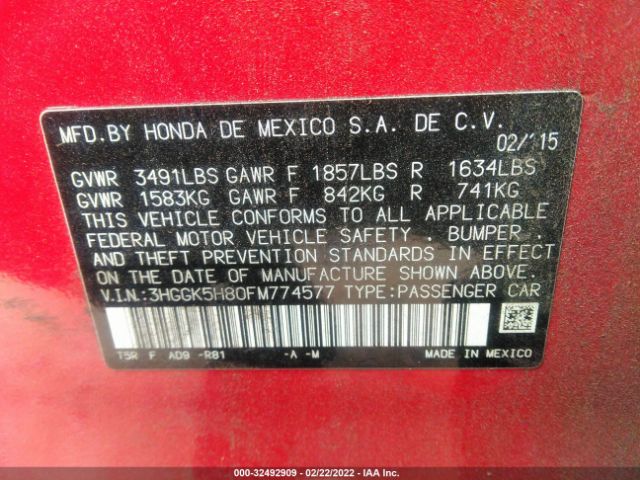 MFD. BY HONDA DE MEXICO S.A. DE C.V.
02/'15
GVWR 3491LBS GAWR F 1857LBS R 1634LBS
GVWR 1583KG GAWR F 842KG R 741KG
THIS VEHICLE CONFORMS TO ALL APPLICABLE
FEDERAL MOTOR VEHICLE SAFETY . BUMPER .
AND THEFT PREVENTION STANDARDS IN EFFECT
ON THE DATE OF MANUFACTURE SHOWN ABOVE.
V.I.N.:3HGGK5H80FM774577 TYPE:PASSENGER CAR
T5R F AD9 -R81 -A -M MADE IN MEXICO
000-32492909 - 02/22/2022 - IAA Inc.